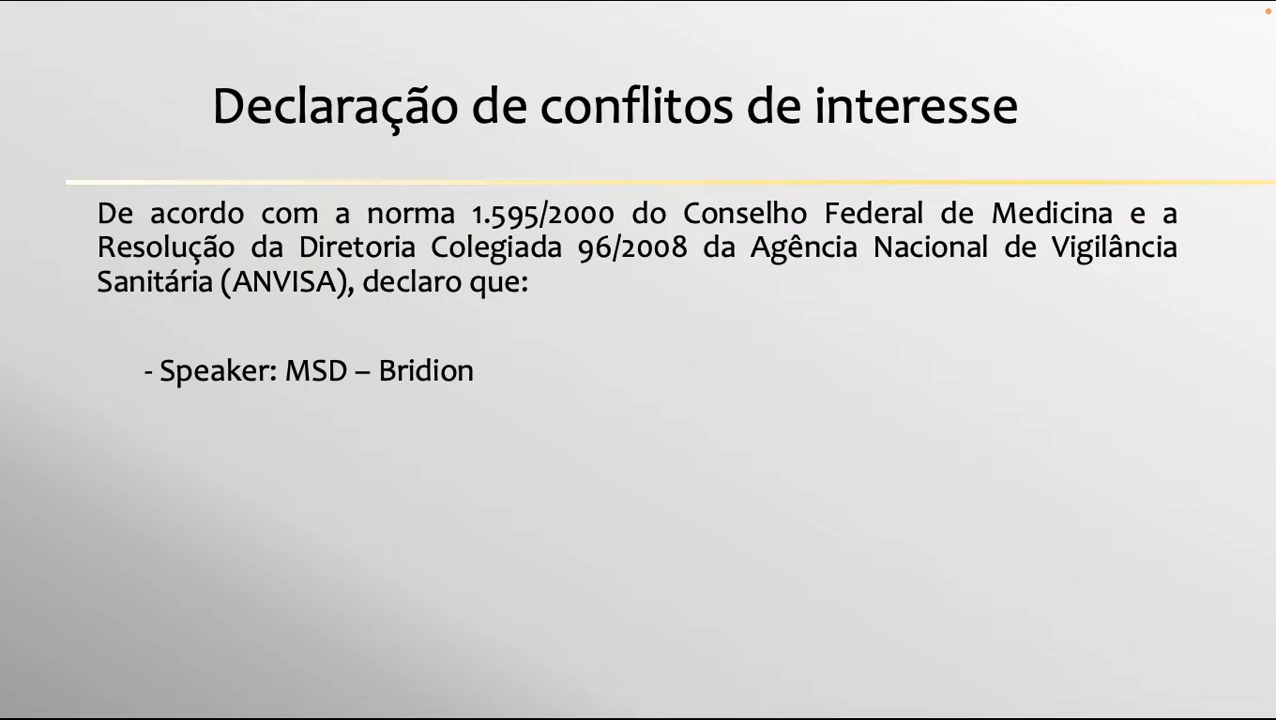 Declaração de conflitos de interesse
De acordo com a norma 1.595/2000 do Conselho Federal de Medicina e a
Resolução da Diretoria Colegiada 96/2008 da Agência Nacional de Vigilância
Sanitária (ANVISA), declaro que:
- Speaker: MSD – Bridion